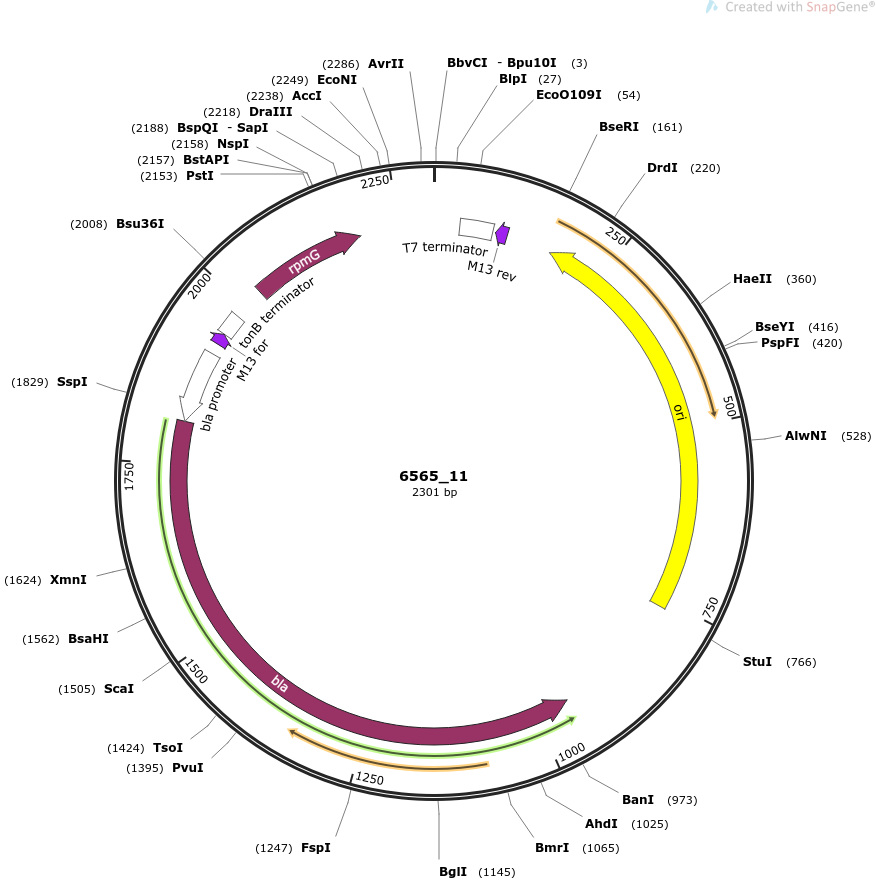 Created with SnapGene®
(2286) AvrII
BbvCI - Bpu10I (3)
(2249) EcoNI
BlpI (27)
(2238) AccI
EcoO109I (54)
(2218) DraIII
(2188) BspQI - SapI
BseRI (161)
(2158) NspI
(2157) BstAPI
DrdI (220)
(2153) PstI
2250
(2008) Bsu36I
250
T7 terminator
M13 rev
rpmG
2000
HaeII (360)
tonB terminator
BseYI (416)
PspFI (420)
M13 for
(1829) SspI
bla promoter
ori
500
AlwNI (528)
6565_11
2301 bp
1750
(1624) XmnI
750
(1562) BsaHI
StuI (766)
1500
(1505) ScaI
bla
(1424) TsoI
1000
(1395) PvuI
1250
BanI (973)
AhdI (1025)
(1247) FspI
BmrI (1065)
BglI (1145)